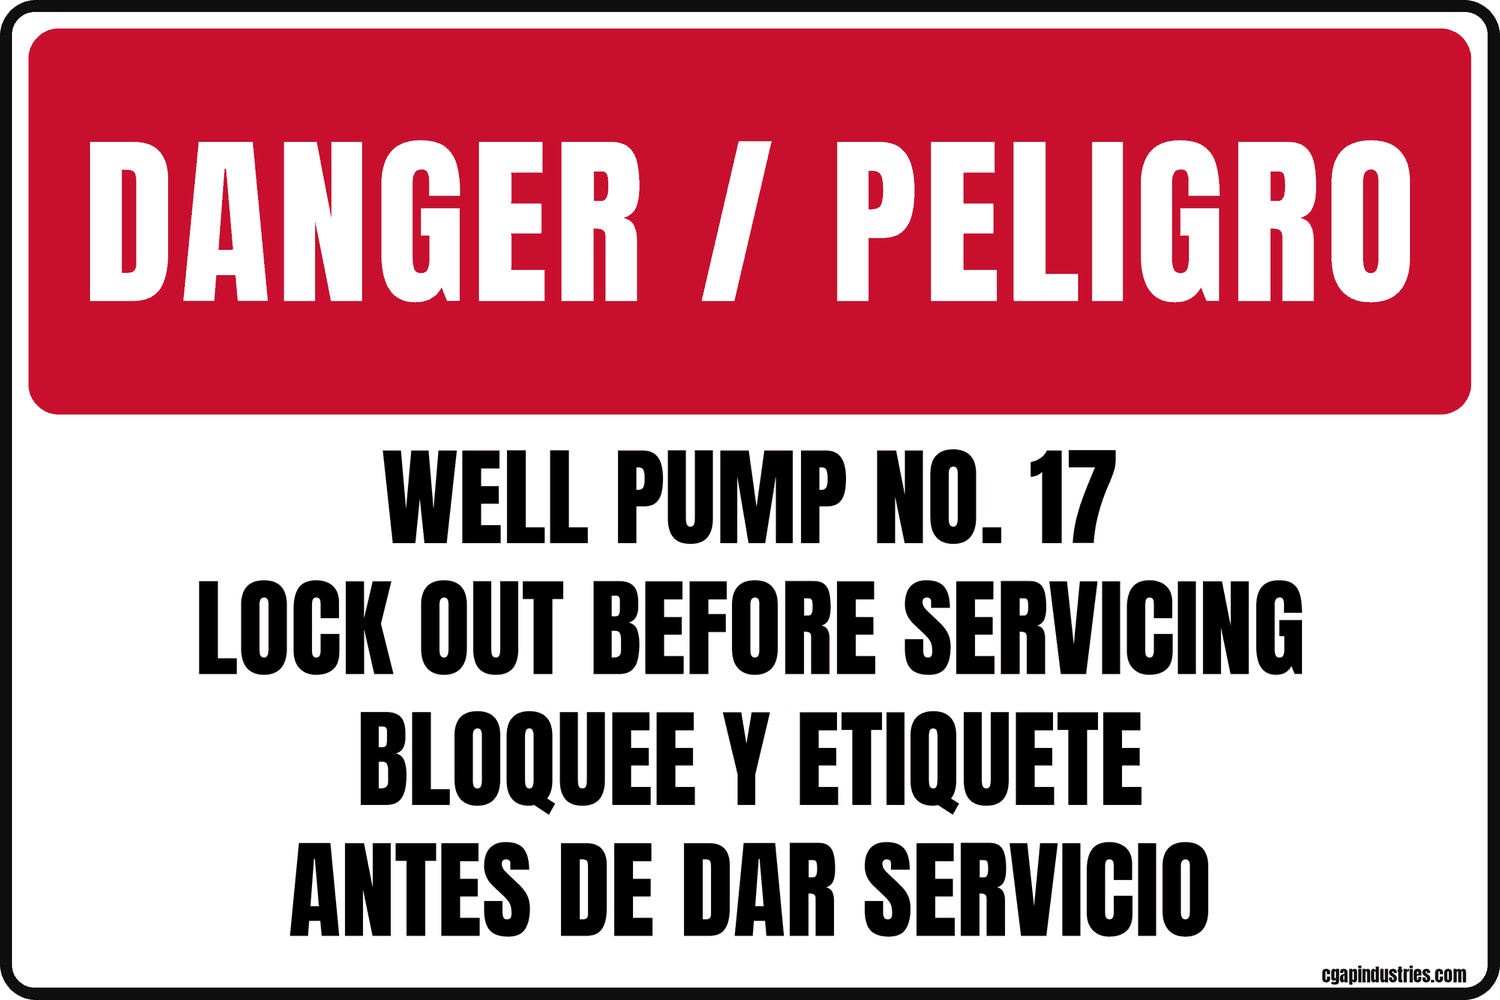 DANGER / PELIGRO
WELL PUMP NO. 17
LOCK OUT BEFORE SERVICING
BLOQUEE Y ETIQUETE
ANTES DE DAR SERVICIO
cgapindustries.com